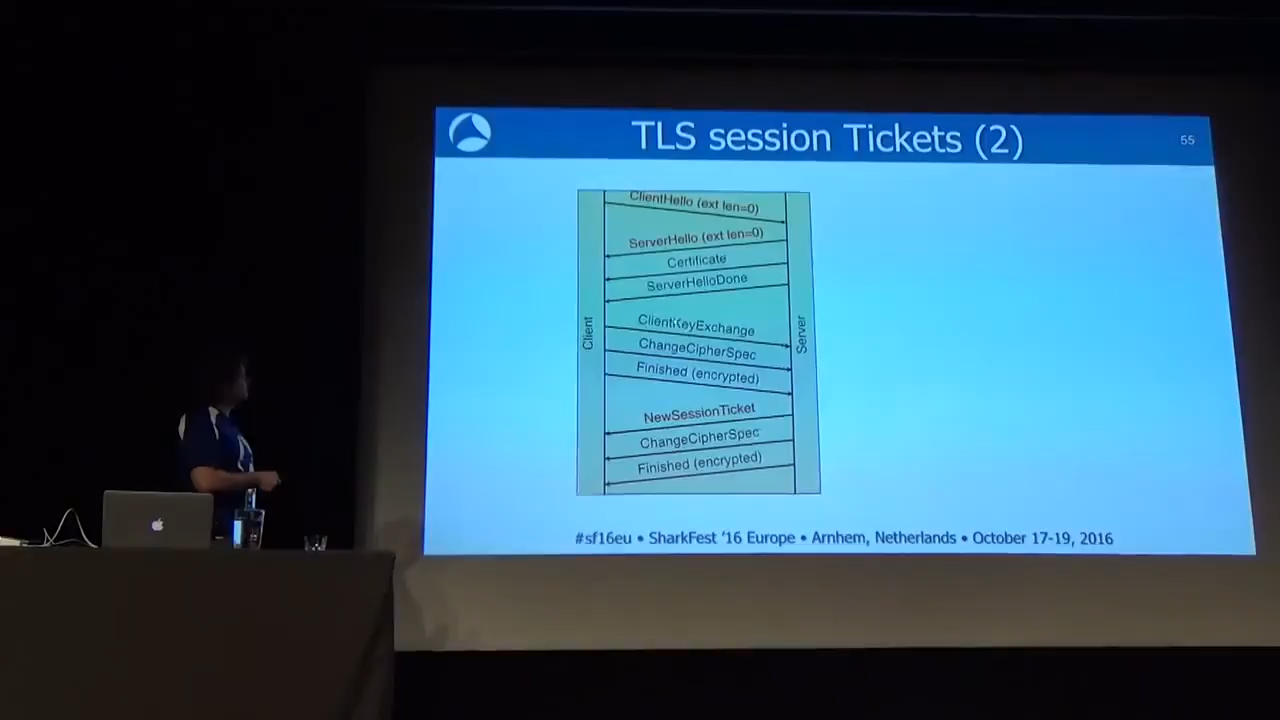 TLS session Tickets (2)
55
ClientHello (ext len=0)
ServerHello (ext len=0)
Certificate
ServerHelloDone
Client
Server
ClientKeyExchange
ChangeCipherSpec
Finished (encrypted)
NewSessionTicket
ChangeCipherSpec
Finished (encrypted)
#sf16eu • SharkFest '16 Europe • Arnhem, Netherlands • October 17-19, 2016